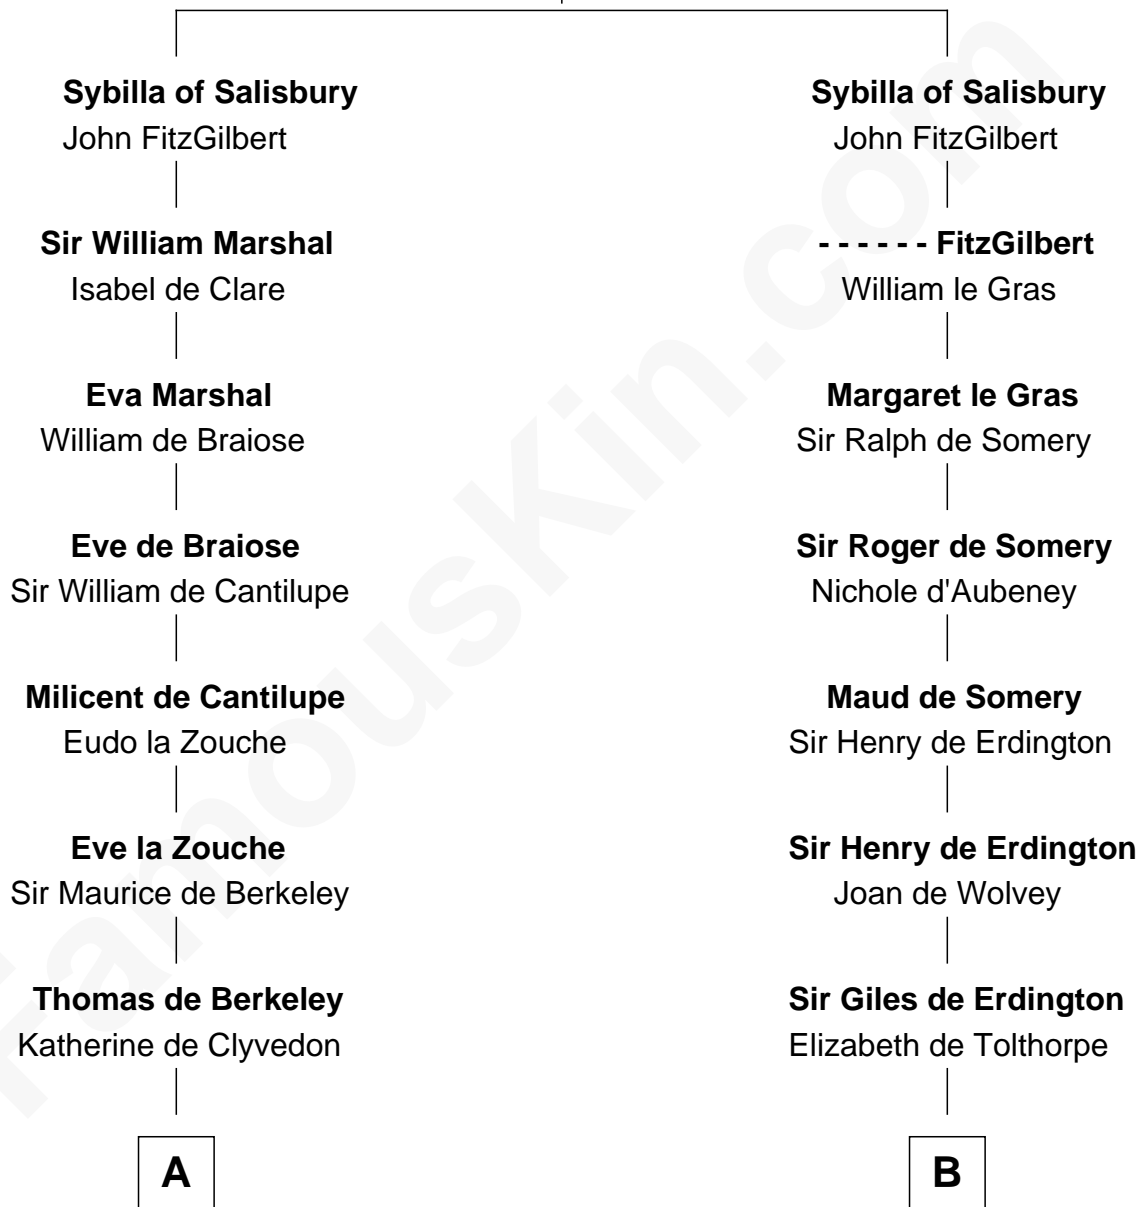 Sybilla of Salisbury
John FitzGilbert
Sir William Marshal
Isabel de Clare
Eva Marshal
William de Braiose
Eve de Braiose
Sir William de Cantilupe
Milicent de Cantilupe
Eudo la Zouche
Eve la Zouche
Sir Maurice de Berkeley
Thomas de Berkeley
Katherine de Clyvedon
A
Sybilla of Salisbury
John FitzGilbert
- - - - - - FitzGilbert
William le Gras
Margaret le Gras
Sir Ralph de Somery
Sir Roger de Somery
Nichole d'Aubeney
Maud de Somery
Sir Henry de Erdington
Sir Henry de Erdington
Joan de Wolvey
Sir Giles de Erdington
Elizabeth de Tolthorpe
B
FamousKin.com